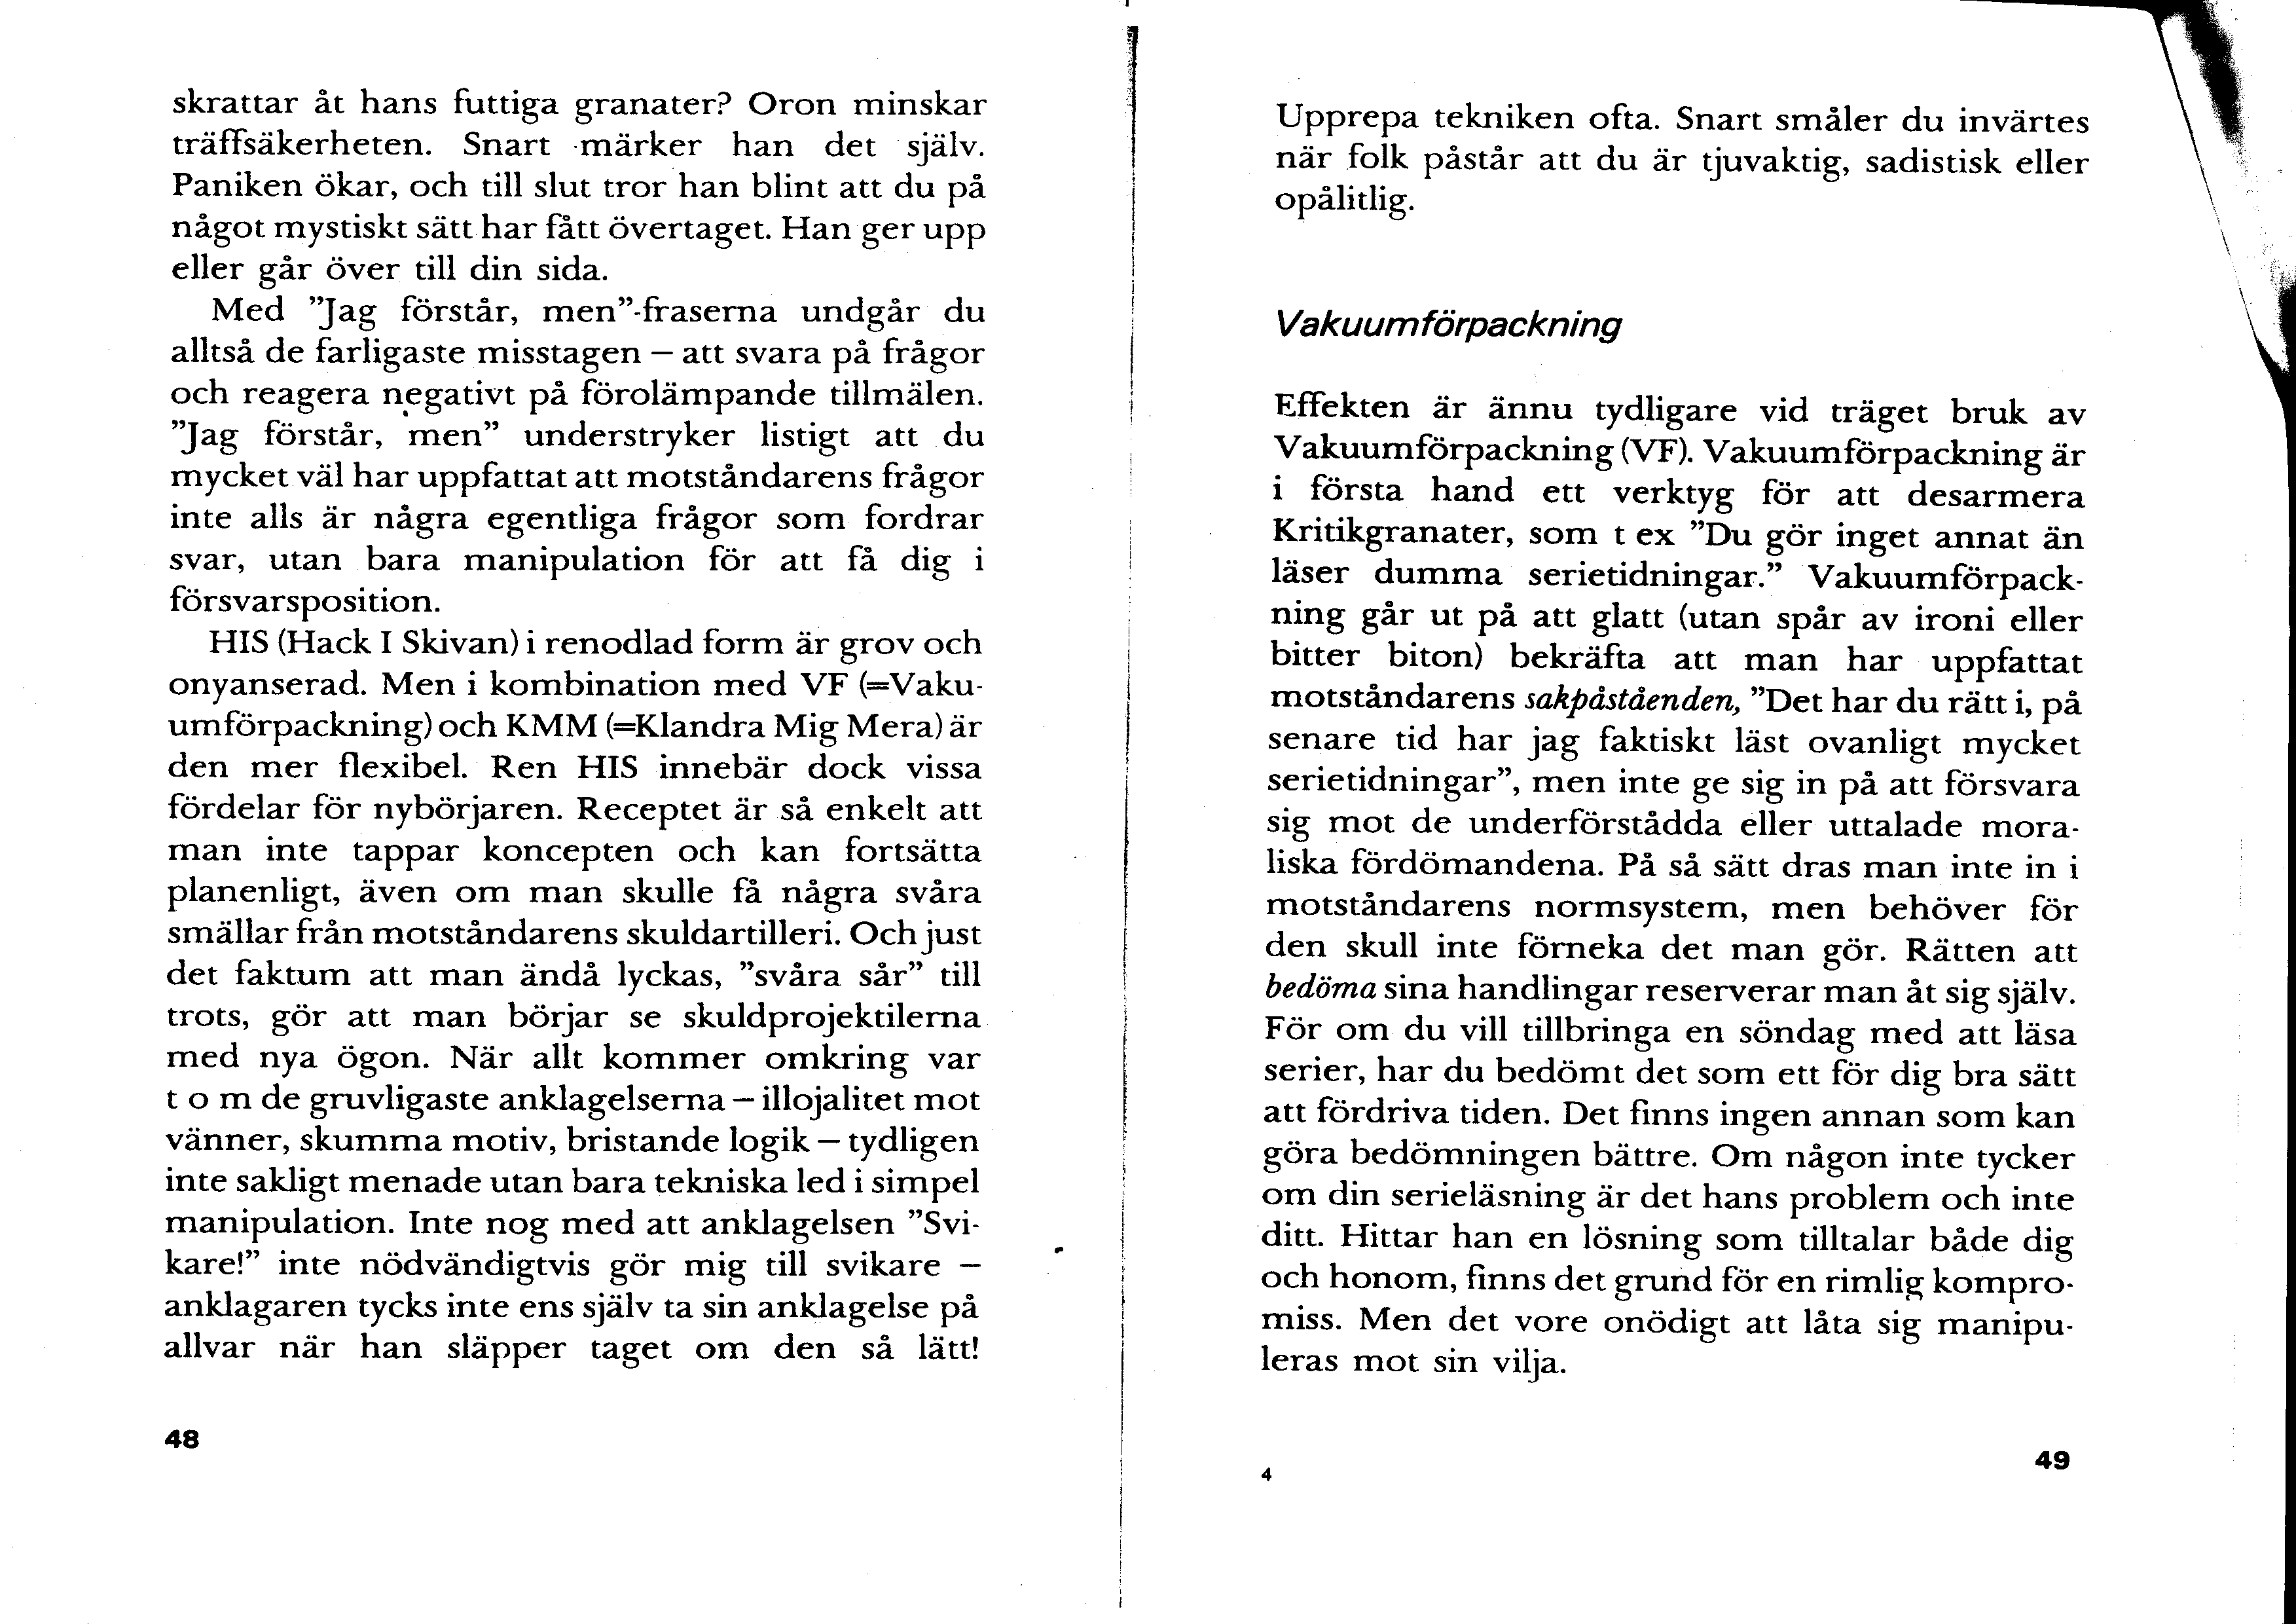 skrattar åt hans futtiga granater? Oron minskar
träffsäkerheten. Snart märker han det själv.
Paniken ökar, och till slut tror han blint att du på
något mystiskt sätt har fått övertaget. Han ger upp
eller går över till din sida.
Med ”Jag förstår, men”-fraserna undgår du
alltså de farligaste misstagen – att svara på frågor
och reagera negativt på förolämpande tillmälen.
”Jag förstår, men” understryker listigt att du
mycket väl har uppfattat att motståndarens frågor
inte alls är några egentliga frågor som fordrar
svar, utan bara manipulation för att få dig i
försvarsposition.
HIS (Hack I Skivan) i renodlad form är grov och
onyanserad. Men i kombination med VF (=Vaku-
umförpackning) och KMM (=Klandra Mig Mera) är
den mer flexibel. Ren HIS innebär dock vissa
fördelar för nybörjaren. Receptet är så enkelt att
man inte tappar koncepten och kan fortsätta
planenligt, även om man skulle få några svåra
smällar från motståndarens skuldartilleri. Och just
det faktum att man ändå lyckas, ”svåra sår” till
trots, gör att man börjar se skuldprojektilerna
med nya ögon. När allt kommer omkring var
t o m de gruvligaste anklagelserna – illojalitet mot
vänner, skumma motiv, bristande logik – tydligen
inte sakligt menade utan bara tekniska led i simpel
manipulation. Inte nog med att anklagelsen ”Svi-
kare!” inte nödvändigtvis gör mig till svikare –
anklagaren tycks inte ens själv ta sin anklagelse på
allvar när han släpper taget om den så lätt!
48
Upprepa tekniken ofta. Snart småler du invärtes
när folk påstår att du är tjuvaktig, sadistisk eller
opålitlig.
Vakuumförpackning
Effekten är ännu tydligare vid träget bruk av
Vakuumförpackning (VF). Vakuumförpackning är
i första hand ett verktyg för att desarmera
Kritikgranater, som t ex ”Du gör inget annat än
läser dumma serietidningar.” Vakuumförpack-
ning går ut på att glatt (utan spår av ironi eller
bitter biton) bekräfta att man har uppfattat
motståndarens sakpåståenden, ”Det har du rätt i, på
senare tid har jag faktiskt läst ovanligt mycket
serietidningar”, men inte ge sig in på att försvara
sig mot de underförstådda eller uttalade mora-
liska fördömandena. På så sätt dras man inte in i
motståndarens normsystem, men behöver för
den skull inte förneka det man gör. Rätten att
bedöma sina handlingar reserverar man åt sig själv.
För om du vill tillbringa en söndag med att läsa
serier, har du bedömt det som ett för dig bra sätt
att fördriva tiden. Det finns ingen annan som kan
göra bedömningen bättre. Om någon inte tycker
om din serieläsning är det hans problem och inte
ditt. Hittar han en lösning som tilltalar både dig
och honom, finns det grund för en rimlig kompro-
miss. Men det vore onödigt att låta sig manipu-
leras mot sin vilja.
4
49